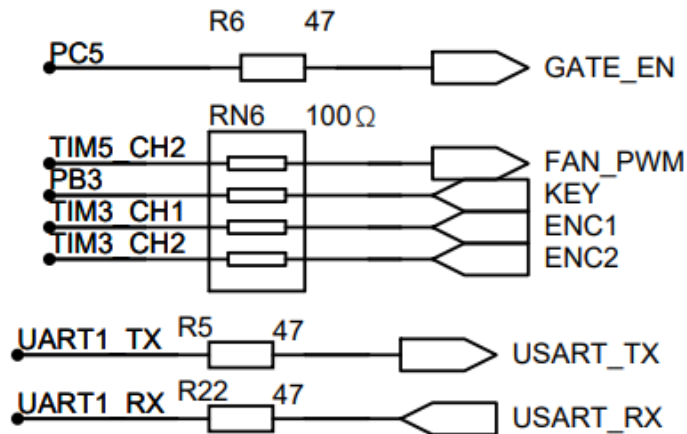 R6 47
PC5 GATE_EN
RN6 100Ω
TIM5_CH2 FAN_PWM
PB3 KEY
TIM3_CH1 ENC1
TIM3_CH2 ENC2
R5 47
UART1_TX USART_TX
R22 47
UART1_RX USART_RX